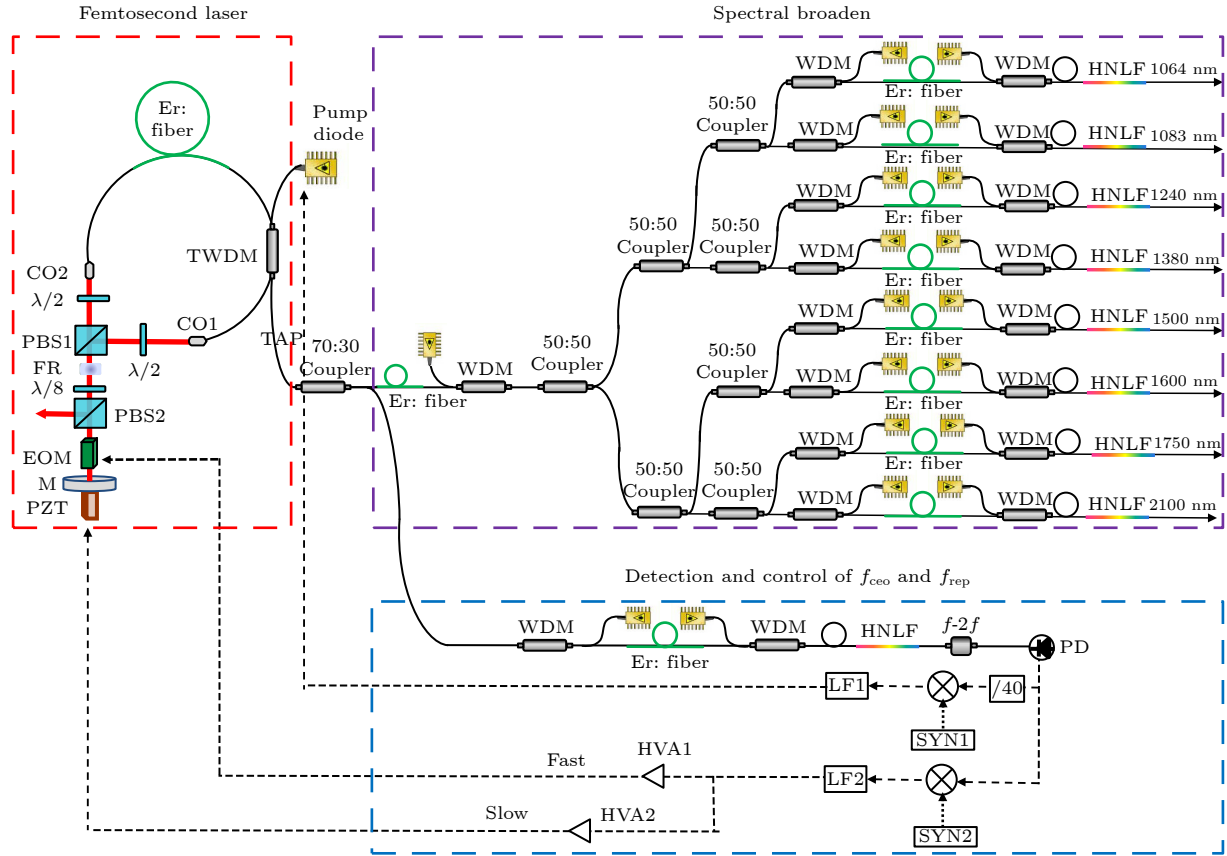 Femtosecond laser
Spectral broaden
Er:
fiber
Pump
diode
TWDM
CO2
λ/2
PBS1
CO1
FR
λ/2
λ/8
PBS2
EOM
M
PZT
TAP
70:30
Coupler
Er: fiber
WDM
50:50
Coupler
50:50
Coupler
50:50
Coupler
50:50
Coupler
50:50
Coupler
50:50
Coupler
50:50
Coupler
WDM
Er: fiber
WDM
HNLF
1064 nm
WDM
Er: fiber
WDM
HNLF
1083 nm
WDM
Er: fiber
WDM
HNLF
1240 nm
WDM
Er: fiber
WDM
HNLF
1380 nm
WDM
Er: fiber
WDM
HNLF
1500 nm
WDM
Er: fiber
WDM
HNLF
1600 nm
WDM
Er: fiber
WDM
HNLF
1750 nm
WDM
Er: fiber
WDM
HNLF
2100 nm
Detection and control of fceo and frep
WDM
Er: fiber
WDM
HNLF
f-2f
PD
LF1
/40
SYN1
Fast
HVA1
LF2
Slow
HVA2
SYN2